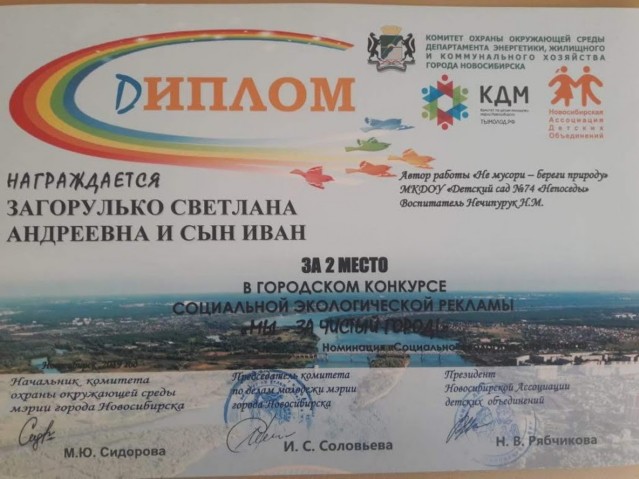 ДИПЛОМ
КОМИТЕТ ОХРАНЫ ОКРУЖАЮЩЕЙ СРЕДЫ
ДЕПАРТАМЕНТА ЭНЕРГЕТИКИ, ЖИЛИЩНОГО
И КОММУНАЛЬНОГО ХОЗЯЙСТВА
ГОРОДА НОВОСИБИРСКА
КДМ
ТЫМОЛОД.РФ
Новосибирская
Ассоциация
Детских
Объединений
НАГРАЖДАЕТСЯ
ЗАГОРУЛЬКО СВЕТЛАНА
АНДРЕЕВНА И СЫН ИВАН
Автор работы «Не мусори – береги природу»
МКДОУ «Детский сад №74 «Непоседы»
Воспитатель Нечипурук Н.М.
ЗА 2 МЕСТО
В ГОРОДСКОМ КОНКУРСЕ
СОЦИАЛЬНОЙ ЭКОЛОГИЧЕСКОЙ РЕКЛАМЫ
«МЫ – ЗА ЧИСТЫЙ ГОРОД»
Номинация
Начальник комитета
охраны окружающей среды
мэрии города Новосибирска
М.Ю. Сидорова
Председатель комитета
по делам молодежи мэрии
города Новосибирска
И. С. Соловьева
Президент
Новосибирской Ассоциации
детских объединений
Н. В. Рябчикова